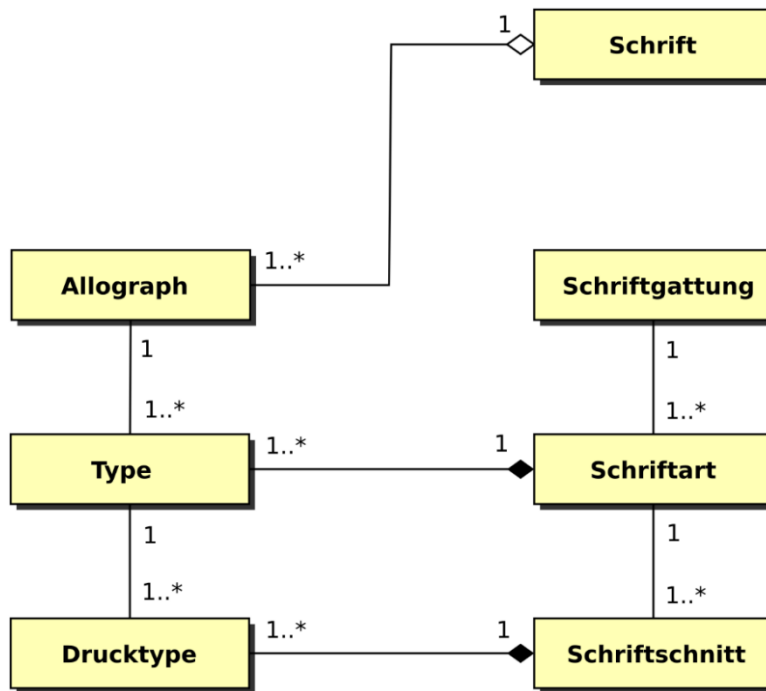 1
Schrift
1..*
Allograph
Schriftgattung
1
1
1..*
1..*
1..*
1
Type
Schriftart
1
1
1..*
1..*
1..*
1
Drucktype
Schriftschnitt